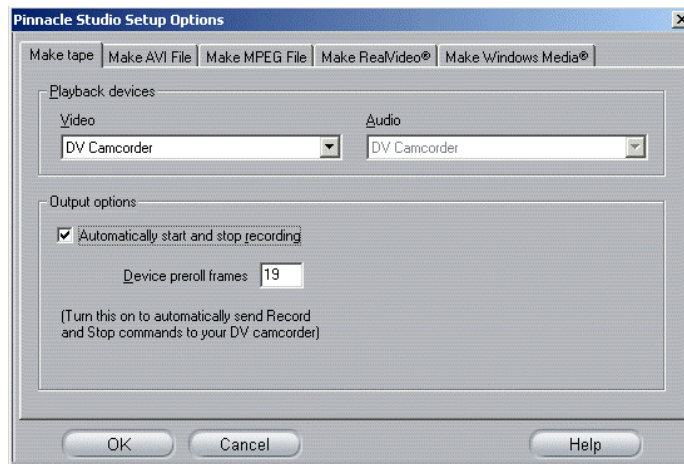 Pinnacle Studio Setup Options
Make tape Make AVI File Make MPEG File Make RealVideo® Make Windows Media®
Playback devices
Video Audio
DV Camcorder DV Camcorder
Output options
Automatically start and stop recording
Device preroll frames 19
(Turn this on to automatically send Record
and Stop commands to your DV camcorder)
OK Cancel Help